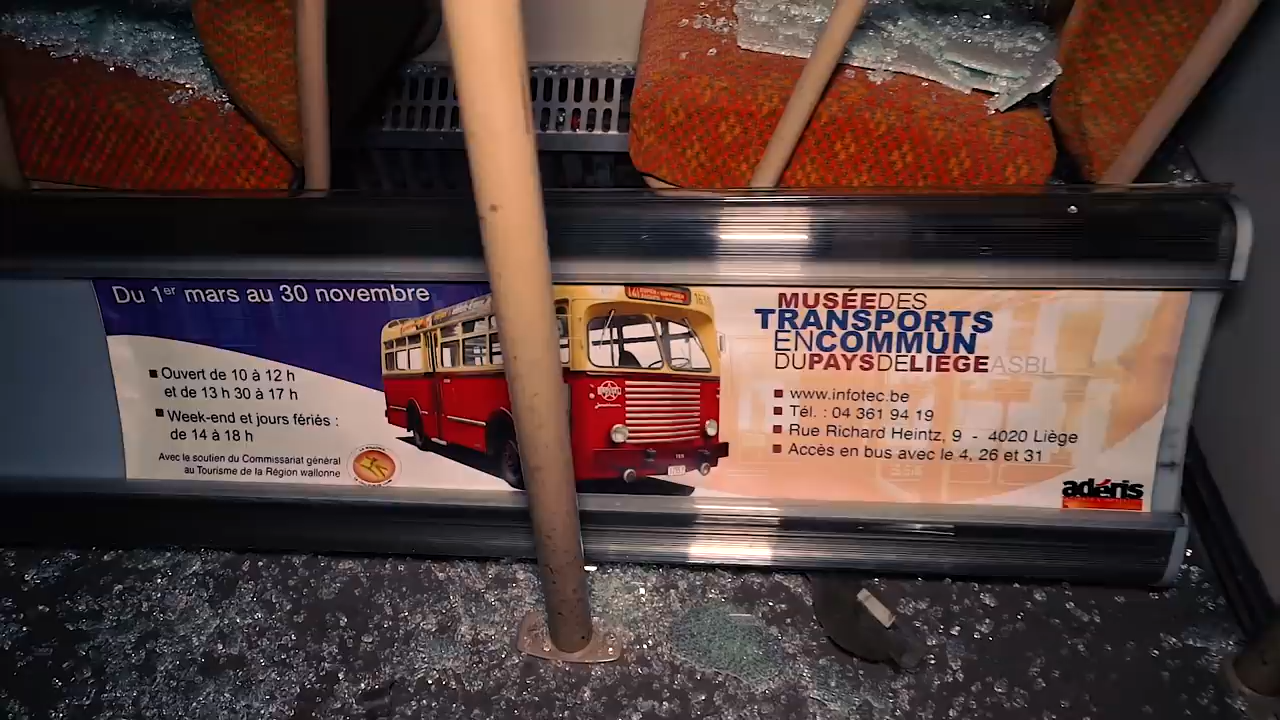 Du 1er mars au 30 novembre
Ouvert de 10 à 12 h
et de 13 h 30 à 17 h
Week-end et jours fériés :
de 14 à 18 h
Avec le soutien du Commissariat général
au Tourisme de la Région wallonne
MUSÉEDES
TRANSPORTS
ENCOMMUN
DUPAYSDELIEGEASBL
www.infotec.be
Tél. : 04 361 94 19
Rue Richard Heintz, 9 - 4020 Liège
Accès en bus avec le 4, 26 et 31
adéris